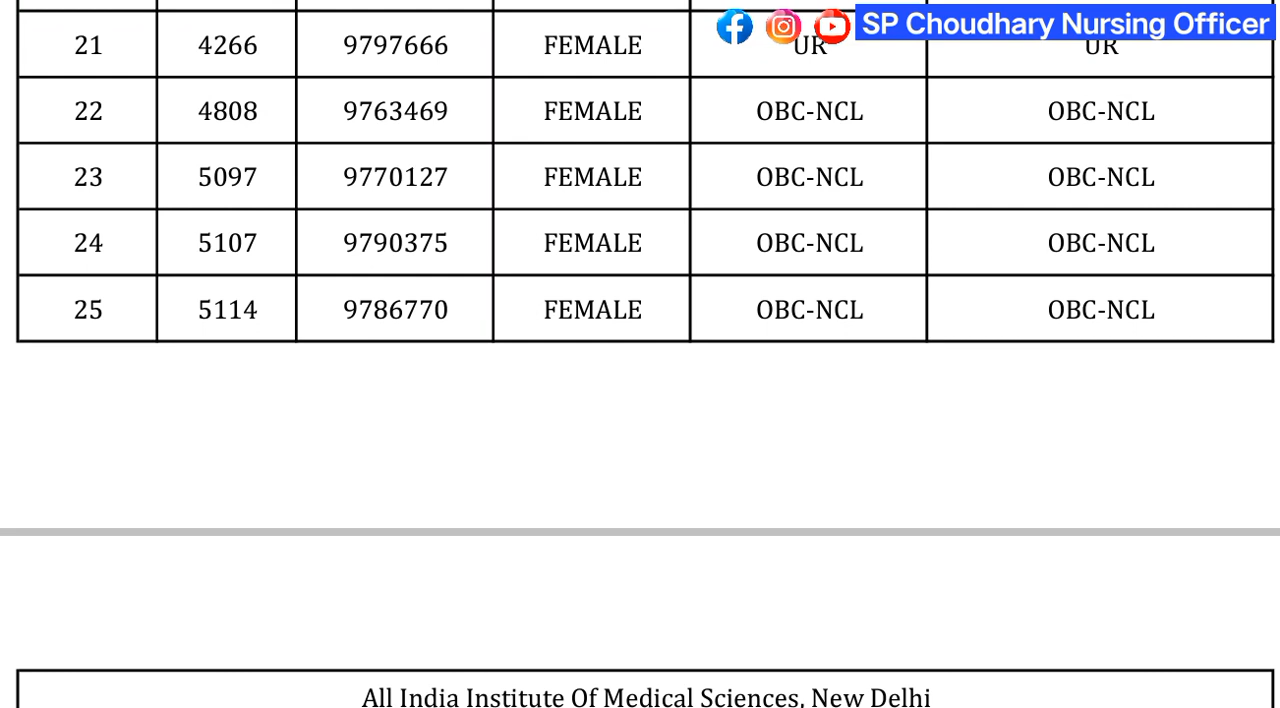 SP Choudhary Nursing Officer
21 4266 9797666 FEMALE UR UR
22 4808 9763469 FEMALE OBC-NCL OBC-NCL
23 5097 9770127 FEMALE OBC-NCL OBC-NCL
24 5107 9790375 FEMALE OBC-NCL OBC-NCL
25 5114 9786770 FEMALE OBC-NCL OBC-NCL
All India Institute Of Medical Sciences, New Delhi